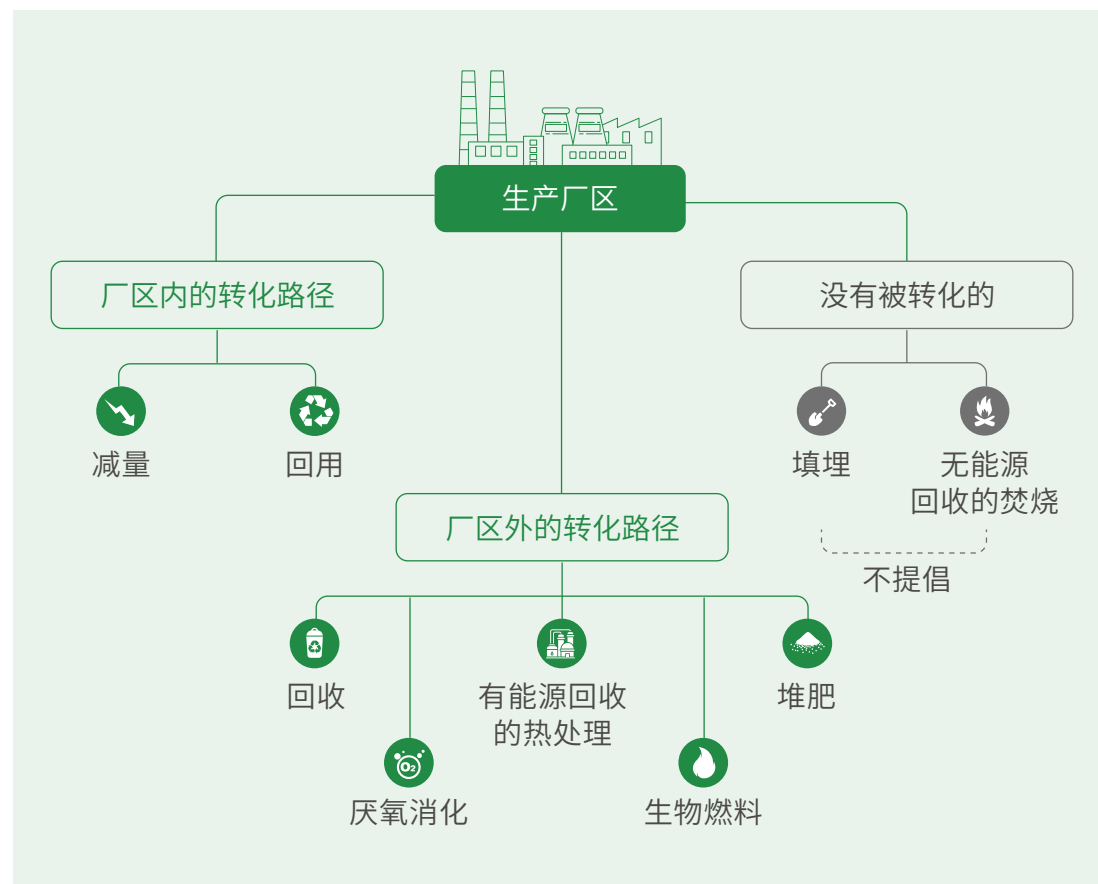 生产厂区
厂区内的转化路径
没有被转化的
减量
回用
填埋
无能源
回收的焚烧
不提倡
厂区外的转化路径
回收
有能源回收
的热处理
堆肥
O2
厌氧消化
生物燃料